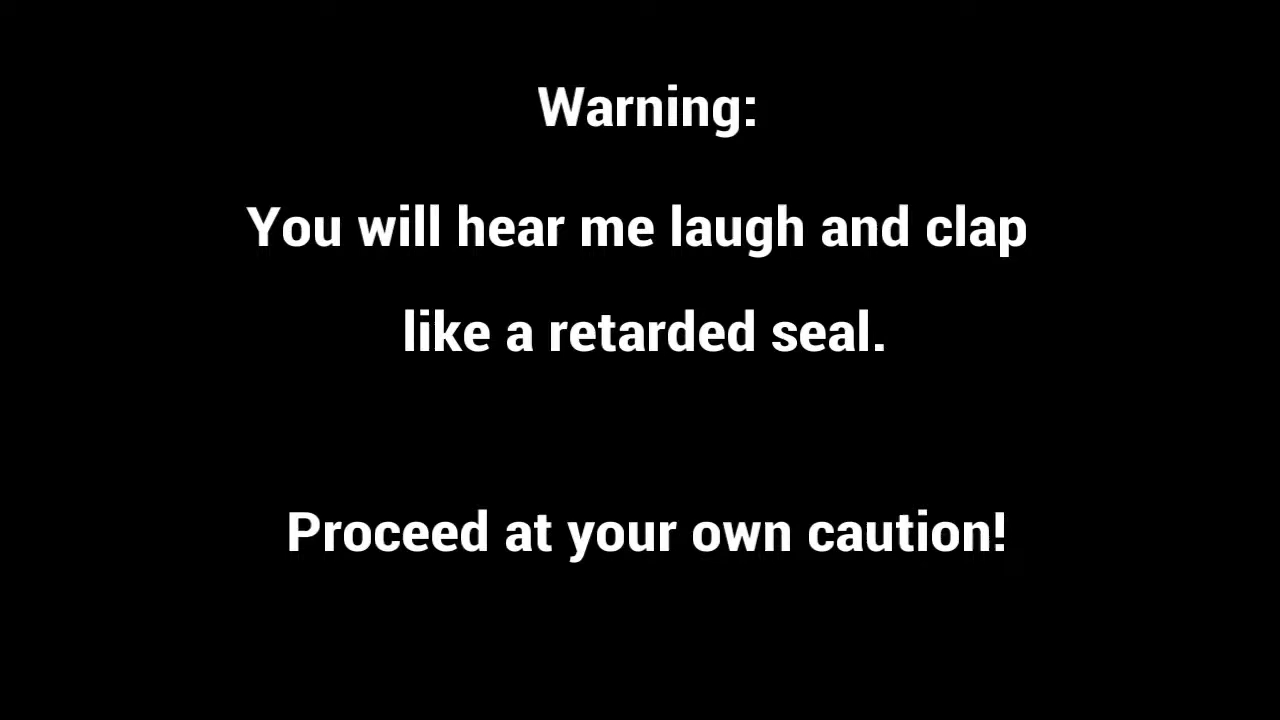 Warning:
You will hear me laugh and clap
like a retarded seal.
Proceed at your own caution!